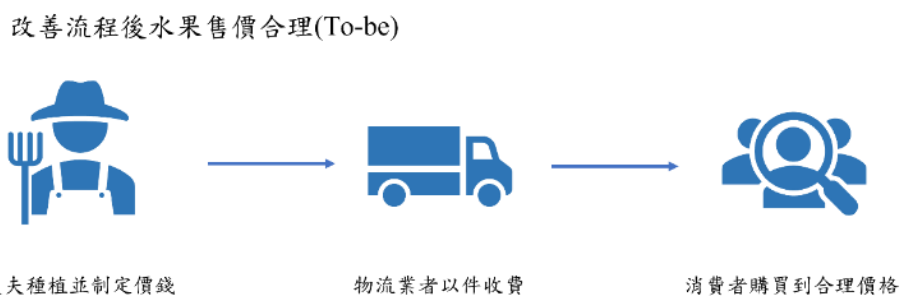 改善流程後水果售價合理(To-be)
夫種植並制定價錢
物流業者以件收費
消費者購買到合理價格